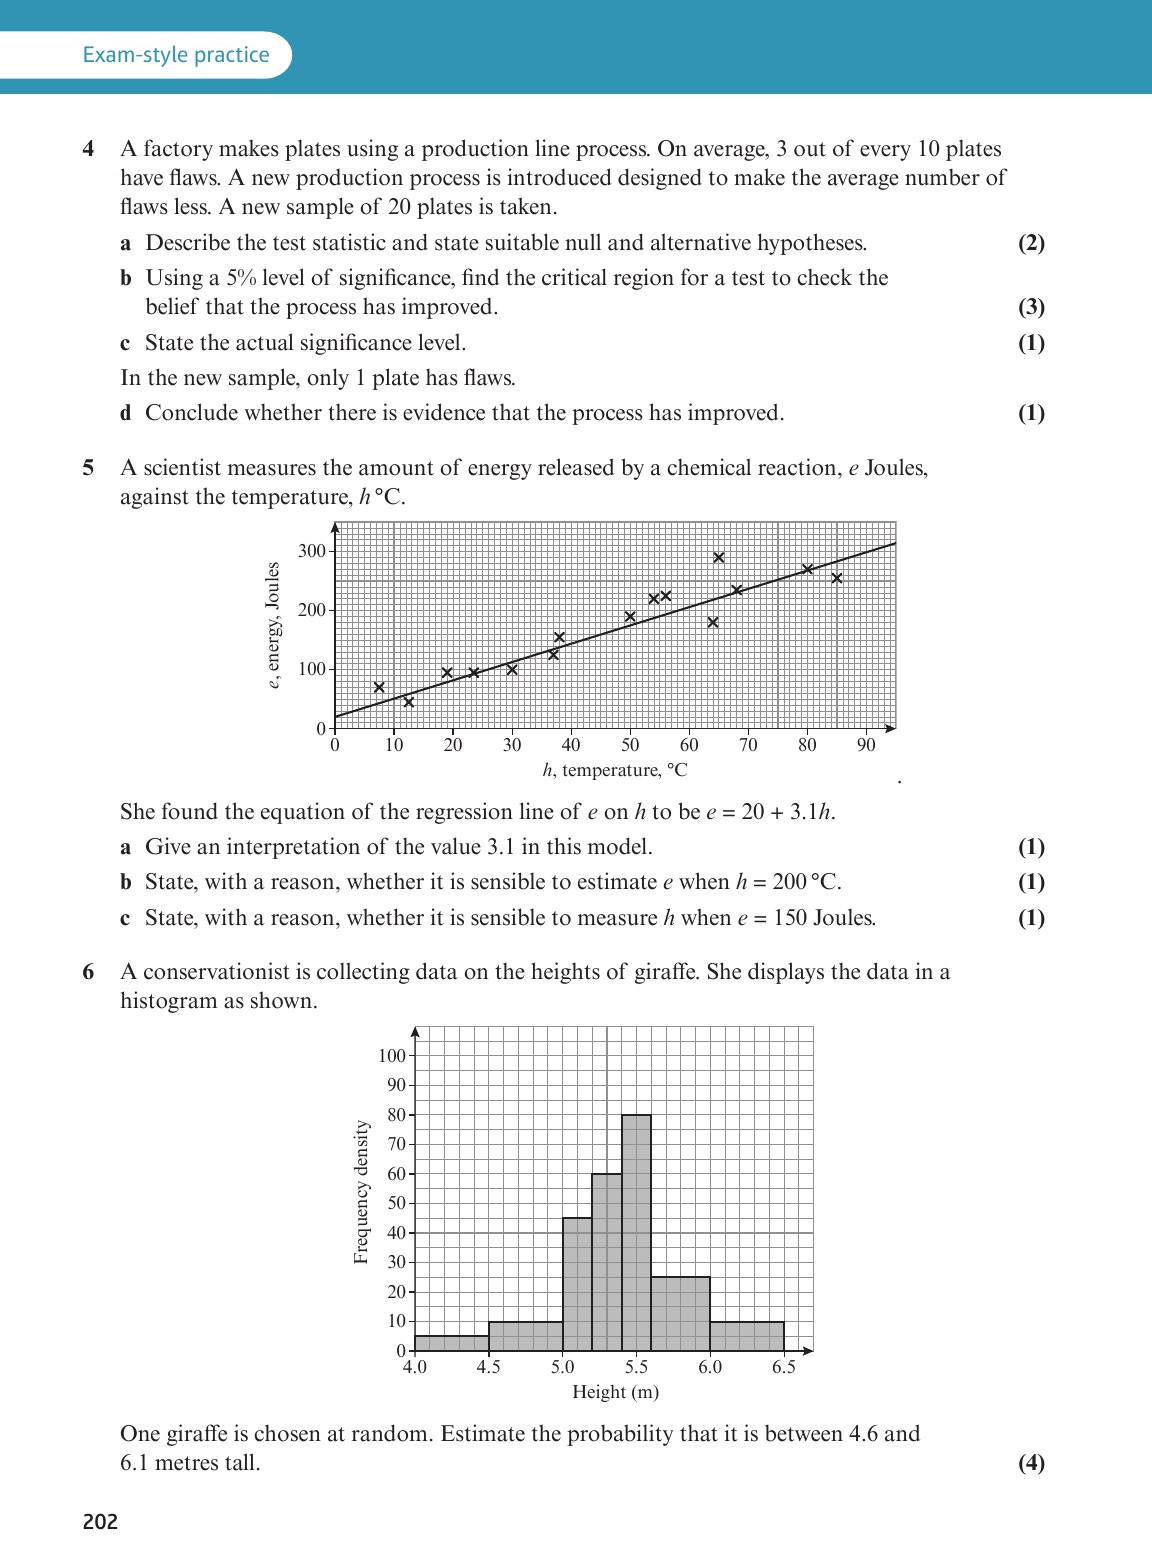 Exam-style practice
4 A factory makes plates using a production line process. On average, 3 out of every 10 plates
have flaws. A new production process is introduced designed to make the average number of
flaws less. A new sample of 20 plates is taken.
a Describe the test statistic and state suitable null and alternative hypotheses. (2)
b Using a 5% level of significance, find the critical region for a test to check the
belief that the process has improved. (3)
c State the actual significance level. (1)
In the new sample, only 1 plate has flaws.
d Conclude whether there is evidence that the process has improved. (1)
5 A scientist measures the amount of energy released by a chemical reaction, e Joules,
against the temperature, h °C.
300
200
100
0
e, energy, Joules
0 10 20 30 40 50 60 70 80 90
h, temperature, °C
.
She found the equation of the regression line of e on h to be e = 20 + 3.1h.
a Give an interpretation of the value 3.1 in this model. (1)
b State, with a reason, whether it is sensible to estimate e when h = 200 °C. (1)
c State, with a reason, whether it is sensible to measure h when e = 150 Joules. (1)
6 A conservationist is collecting data on the heights of giraffe. She displays the data in a
histogram as shown.
100
90
80
70
60
50
40
30
20
10
0
Frequency density
4.0 4.5 5.0 5.5 6.0 6.5
Height (m)
One giraffe is chosen at random. Estimate the probability that it is between 4.6 and
6.1 metres tall. (4)
202